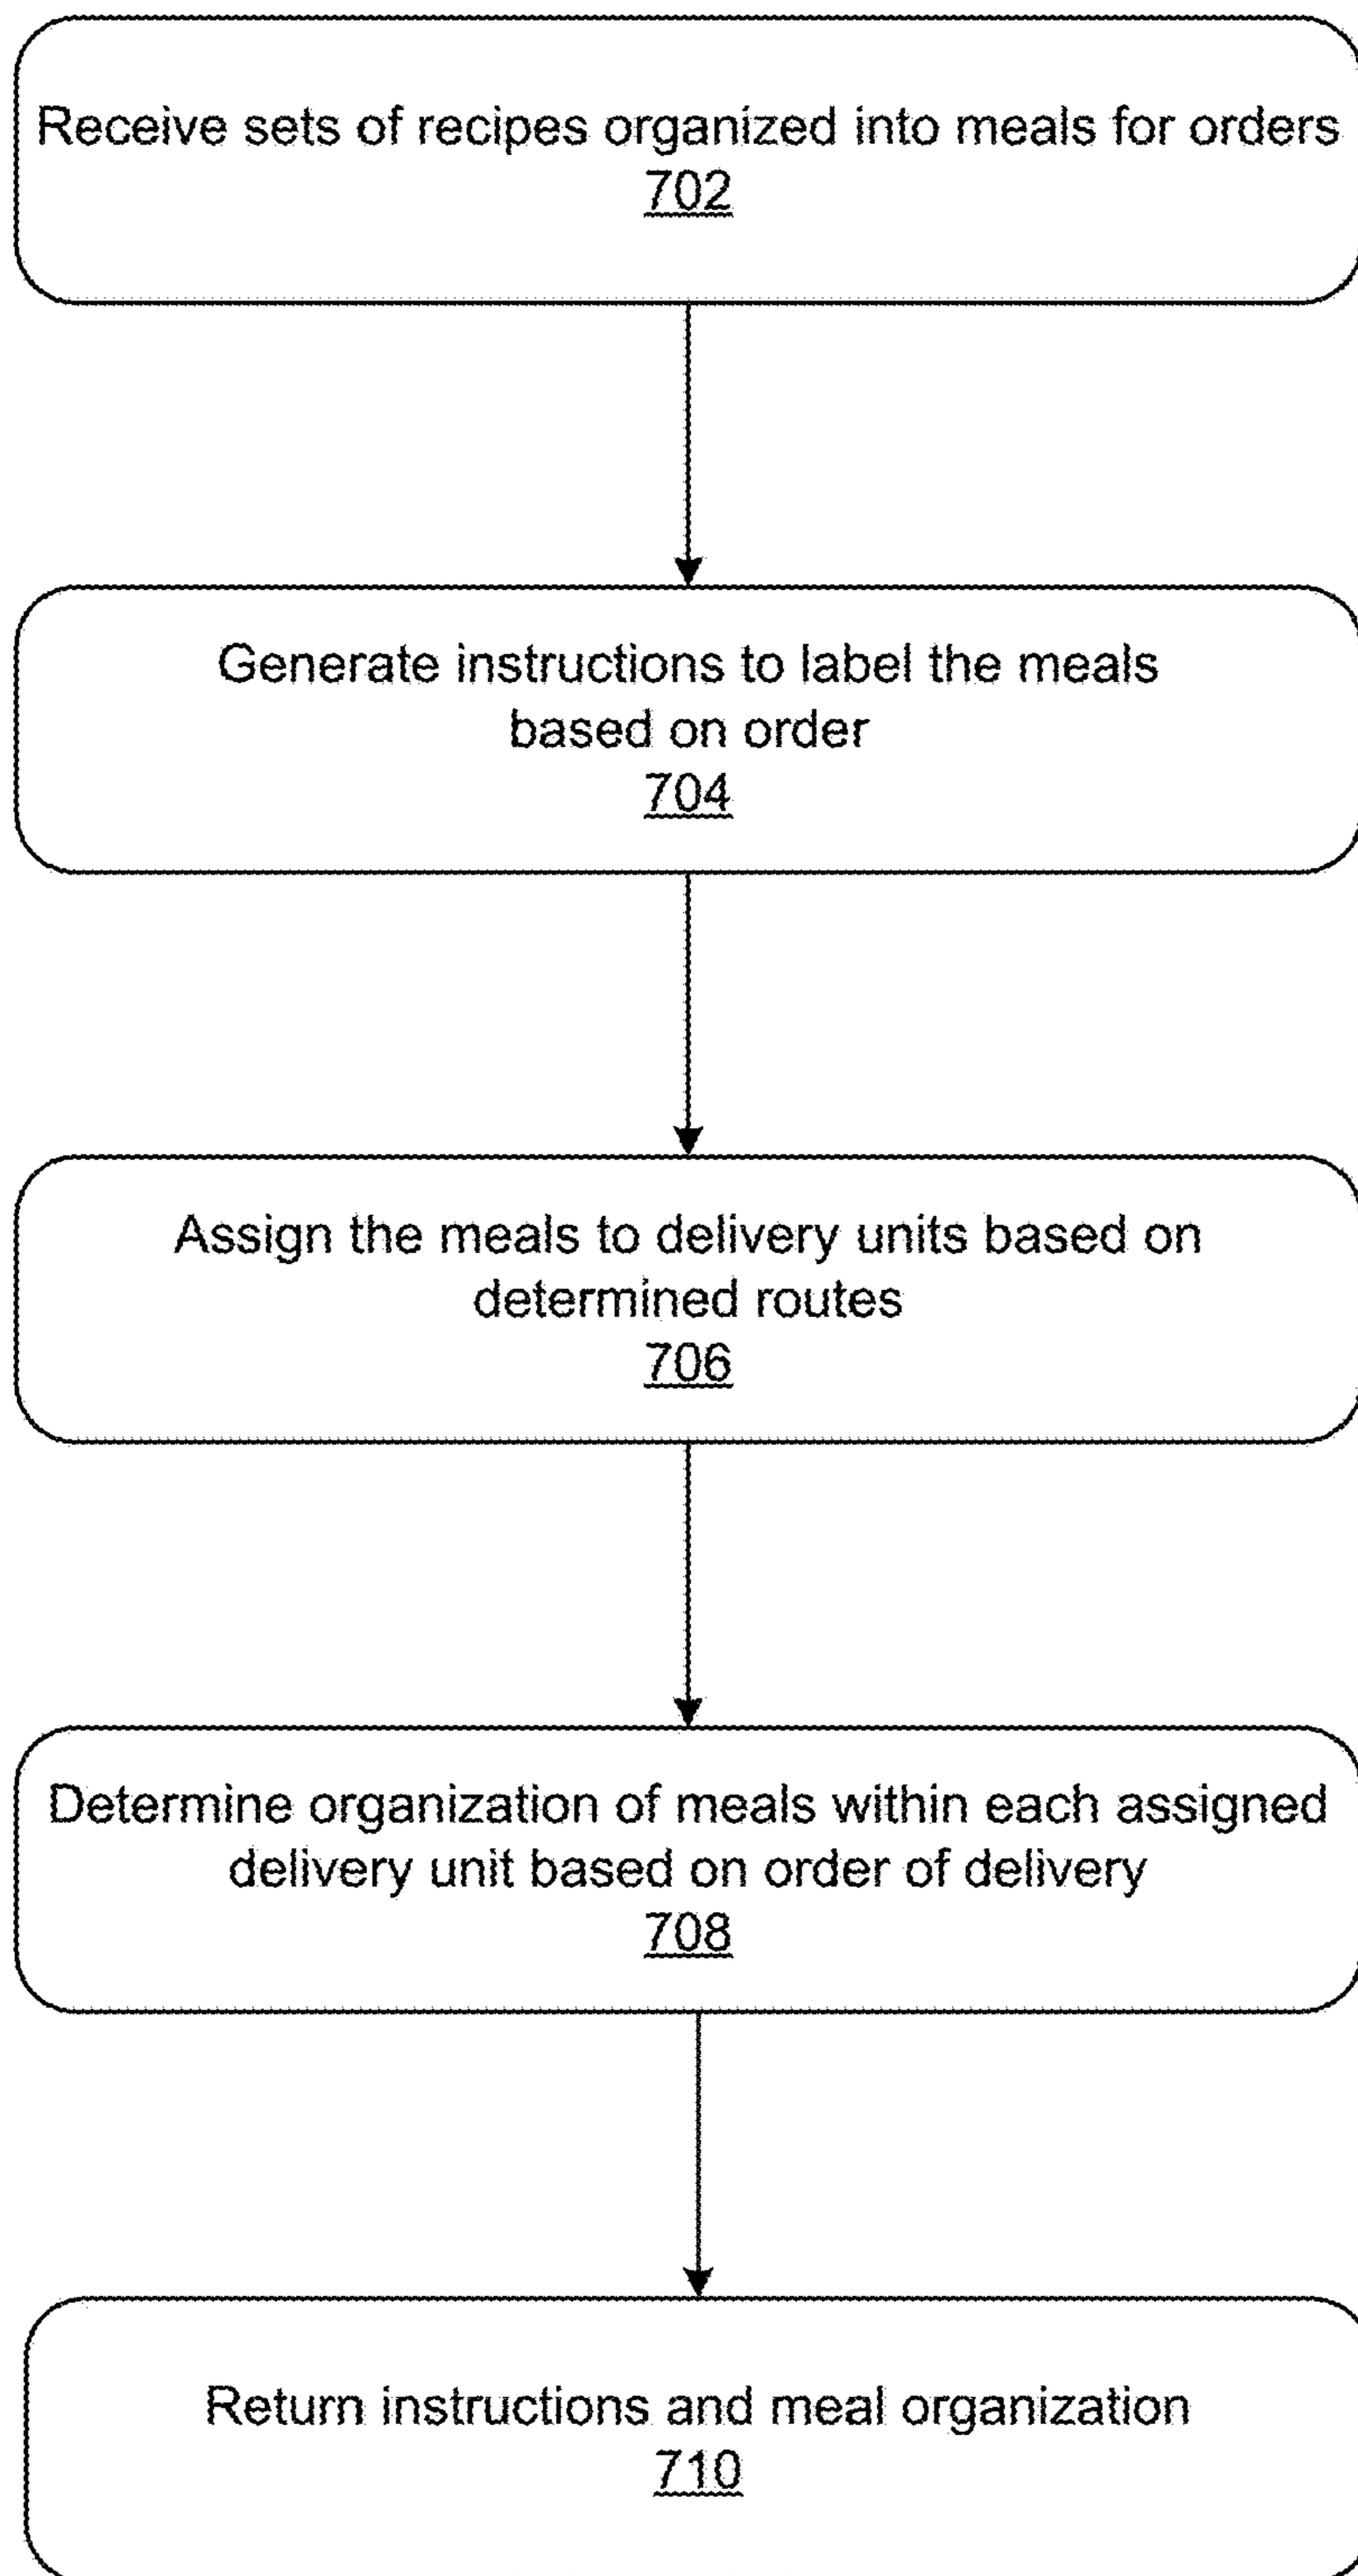 Receive sets of recipes organized into meals for orders
702
Generate instructions to label the meals
based on order
704
Assign the meals to delivery units based on
determined routes
706
Determine organization of meals within each assigned
delivery unit based on order of delivery
708
Return instructions and meal organization
710